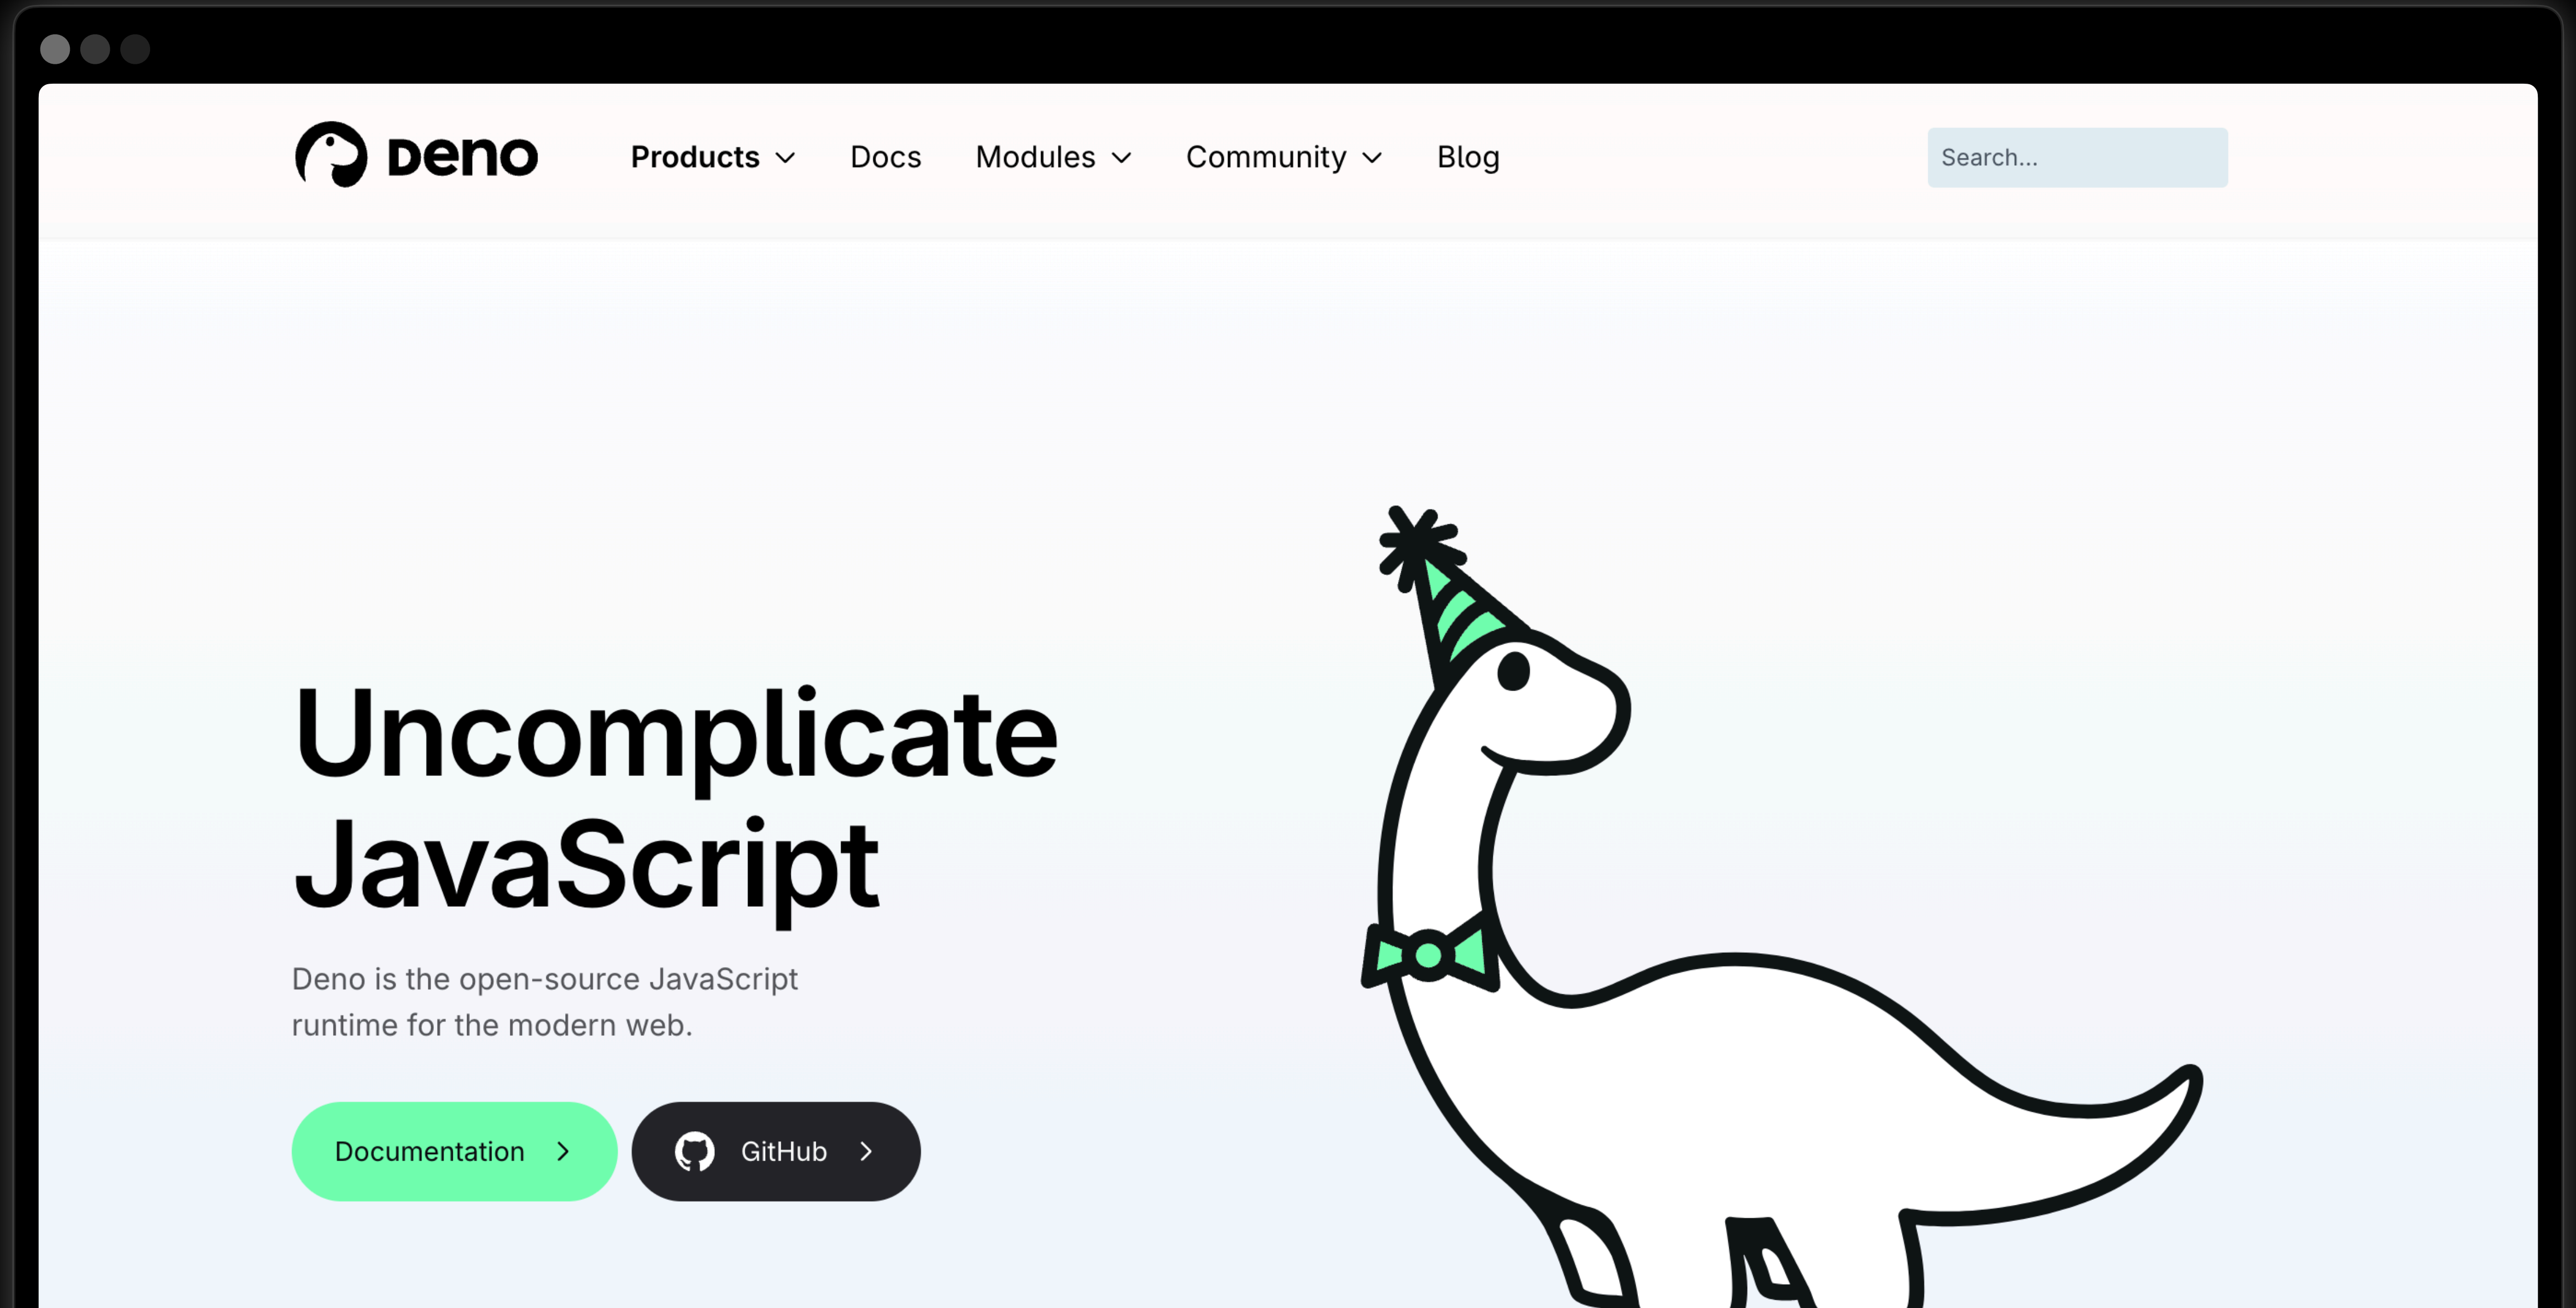 Deno
Products
Docs
Modules
Community
Blog
Search...
Uncomplicate
JavaScript
Deno is the open-source JavaScript
runtime for the modern web.
Documentation
GitHub